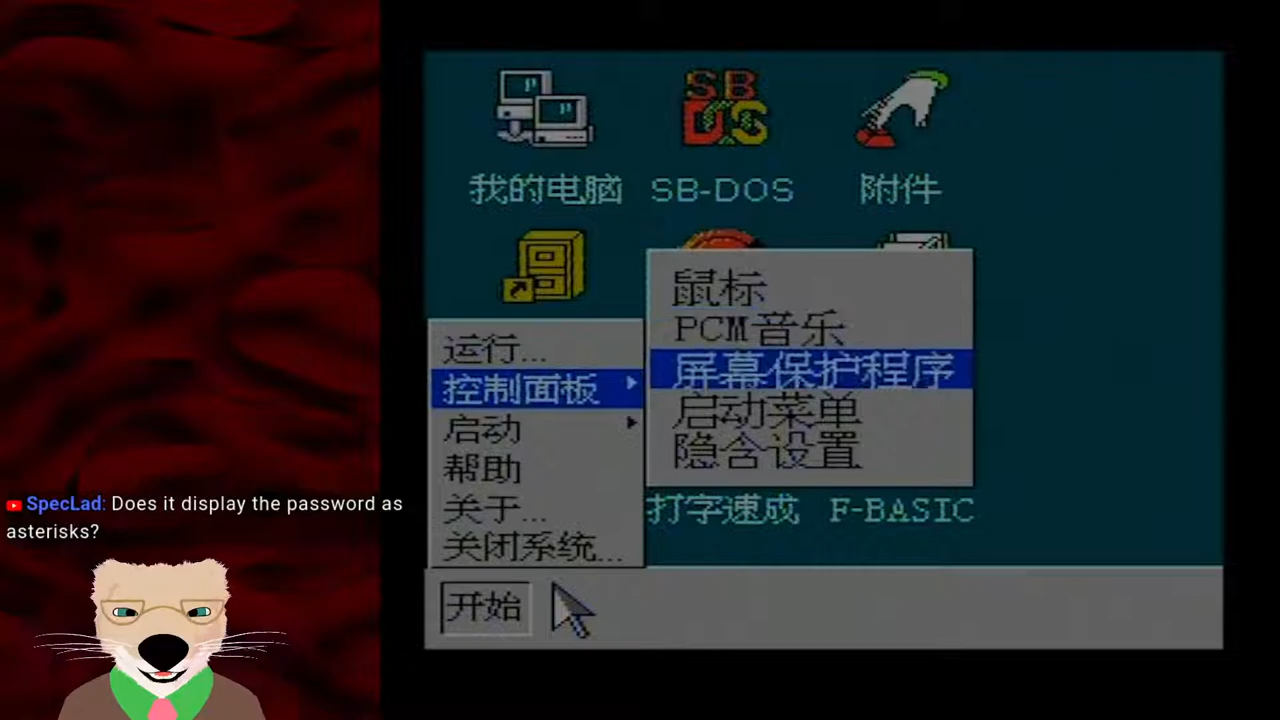 我的电脑
SB-DOS
附件
鼠标
PCM音乐
屏幕保护程序
启动菜单
隐含设置
运行...
控制面板
启动
帮助
关于...
关闭系统...
打字速成
F-BASIC
开始
SpecLad: Does it display the password as
asterisks?